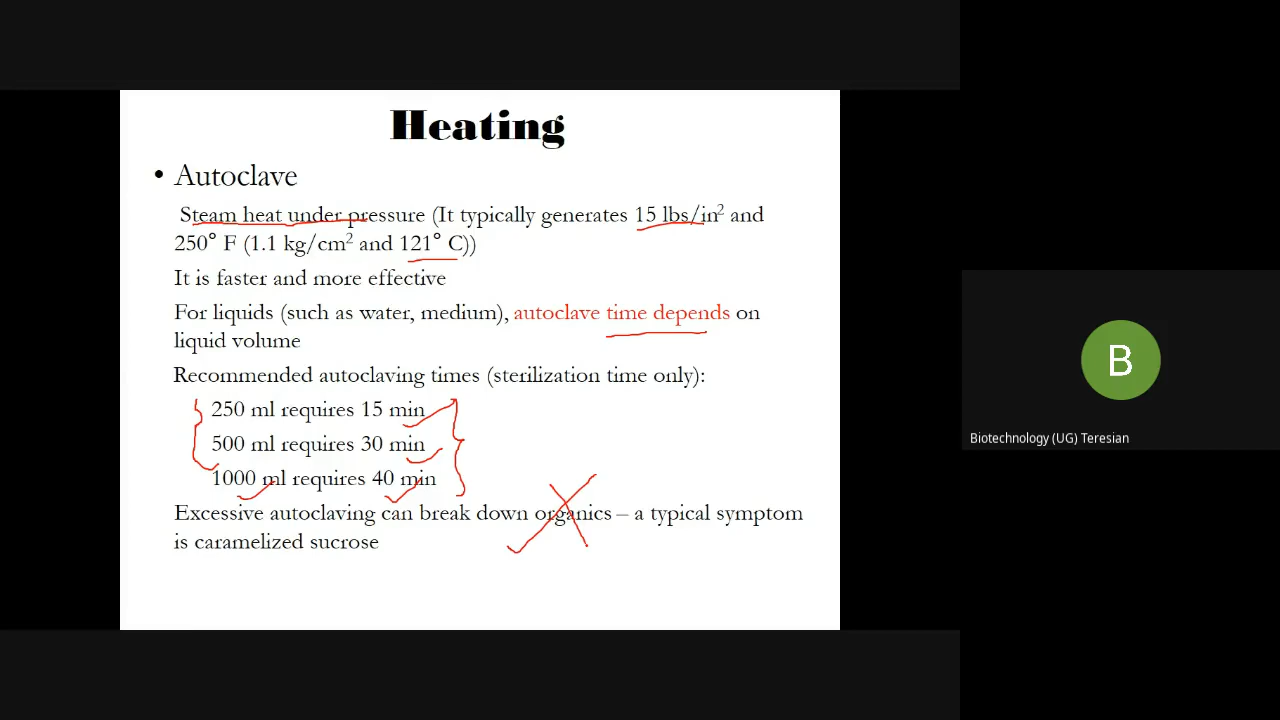 Heating
• Autoclave
Steam heat under pressure (It typically generates 15 lbs/in² and
250° F (1.1 kg/cm² and 121° C))
It is faster and more effective
For liquids (such as water, medium), autoclave time depends on
liquid volume
Recommended autoclaving times (sterilization time only):
250 ml requires 15 min
500 ml requires 30 min
1000 ml requires 40 min
Excessive autoclaving can break down organics – a typical symptom
is caramelized sucrose
B
Biotechnology (UG) Teresian